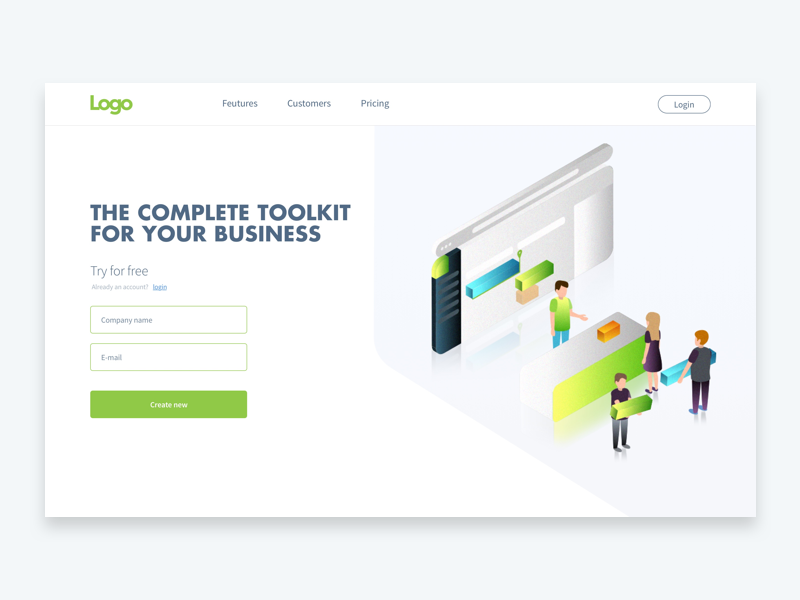 Logo
Feutures Customers Pricing
Login
THE COMPLETE TOOLKIT
FOR YOUR BUSINESS
Try for free
Already an account? login
Company name
E-mail
Create new